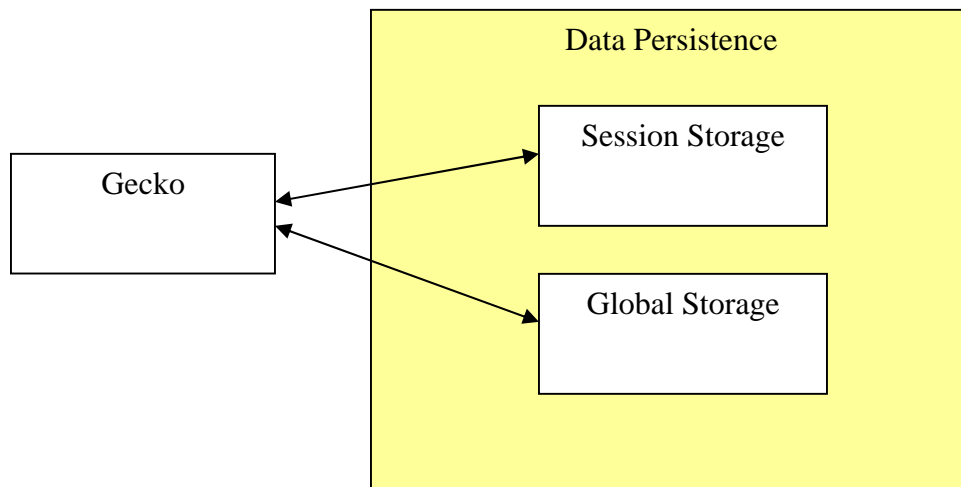 Data Persistence
Session Storage
Gecko
Global Storage